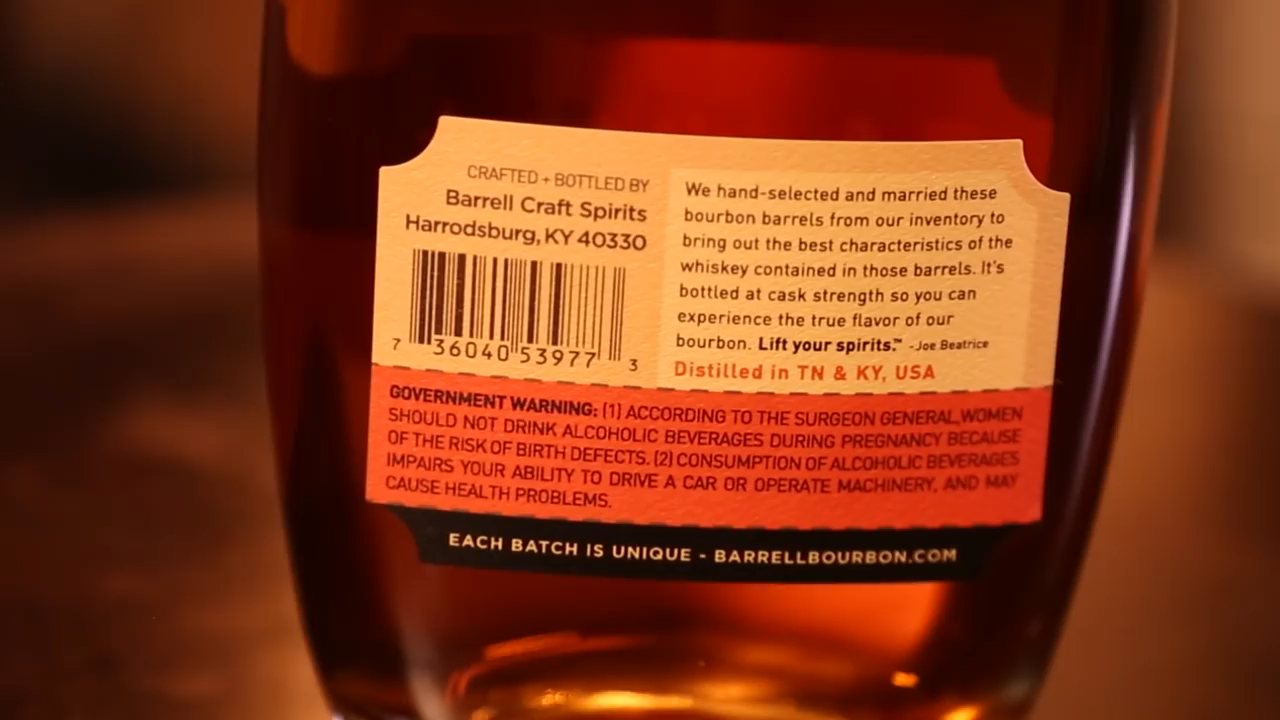 CRAFTED + BOTTLED BY
Barrell Craft Spirits
Harrodsburg, KY 40330
7 36040 53977 3
We hand-selected and married these
bourbon barrels from our inventory to
bring out the best characteristics of the
whiskey contained in those barrels. It's
bottled at cask strength so you can
experience the true flavor of our
bourbon. Lift your spirits.™ -Joe Beatrice
Distilled in TN & KY, USA
GOVERNMENT WARNING: (1) ACCORDING TO THE SURGEON GENERAL, WOMEN
SHOULD NOT DRINK ALCOHOLIC BEVERAGES DURING PREGNANCY BECAUSE
OF THE RISK OF BIRTH DEFECTS. (2) CONSUMPTION OF ALCOHOLIC BEVERAGES
IMPAIRS YOUR ABILITY TO DRIVE A CAR OR OPERATE MACHINERY, AND MAY
CAUSE HEALTH PROBLEMS.
EACH BATCH IS UNIQUE - BARRELLBOURBON.COM